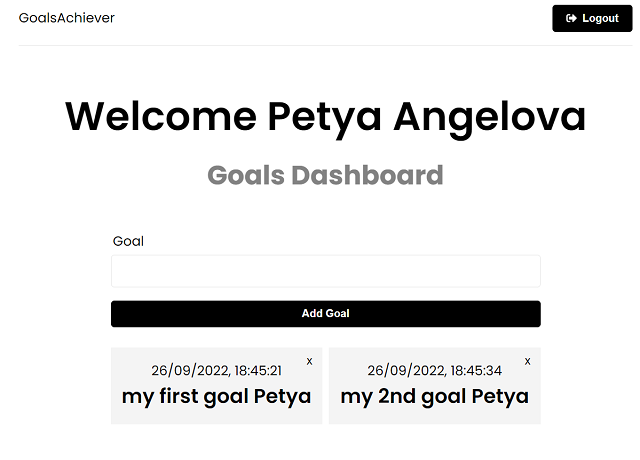 GoalsAchiever
Logout
Welcome Petya Angelova
Goals Dashboard
Goal
Add Goal
x
26/09/2022, 18:45:21
my first goal Petya
x
26/09/2022, 18:45:34
my 2nd goal Petya